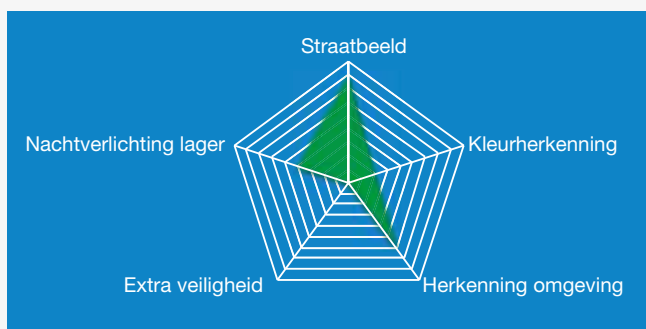 Straatbeeld
Nachtverlichting lager
Kleurherkenning
Extra veiligheid
Herkenning omgeving